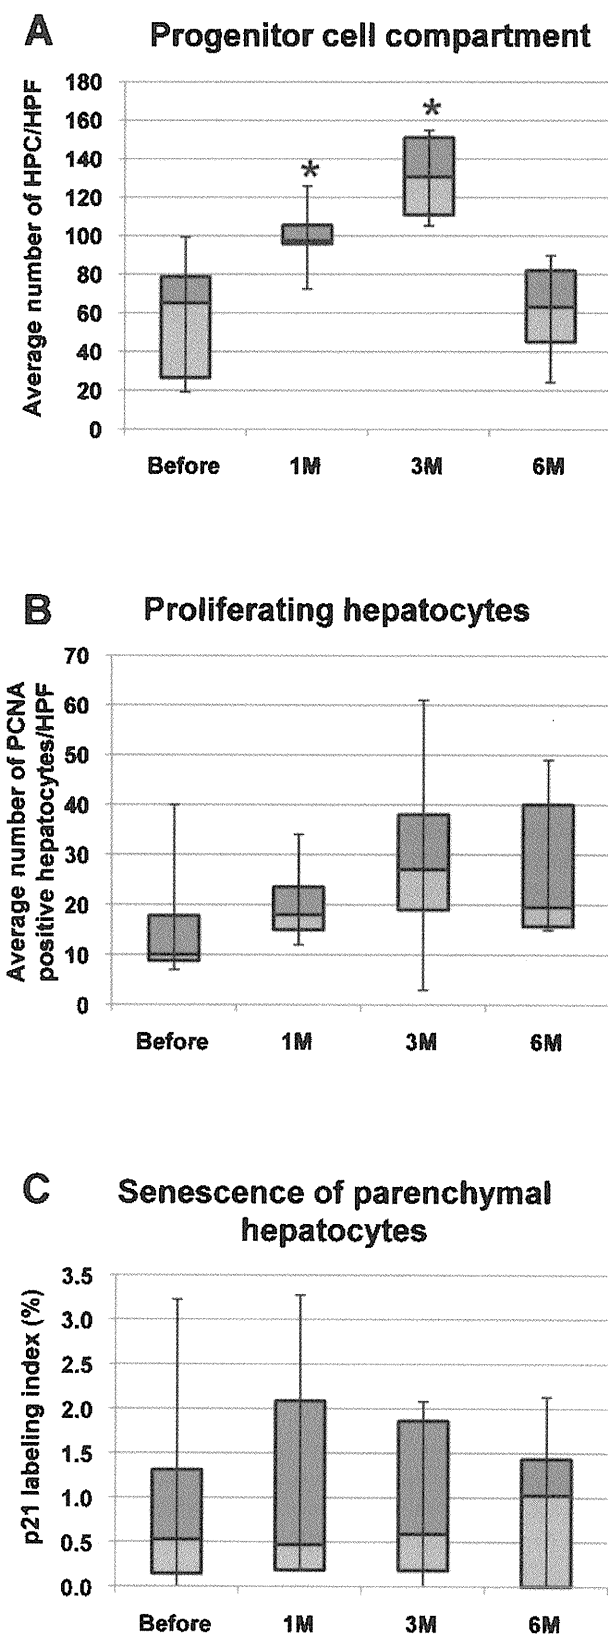 A Progenitor cell compartment
Average number of HPC/HPF
180
160
140
120
100
80
60
40
20
0
*
*
Before 1M 3M 6M
B Proliferating hepatocytes
Average number of PCNA
positive hepatocytes/HPF
70
60
50
40
30
20
10
0
Before 1M 3M 6M
C Senescence of parenchymal
hepatocytes
p21 labeling index (%)
3.5
3.0
2.5
2.0
1.5
1.0
0.5
0.0
Before 1M 3M 6M